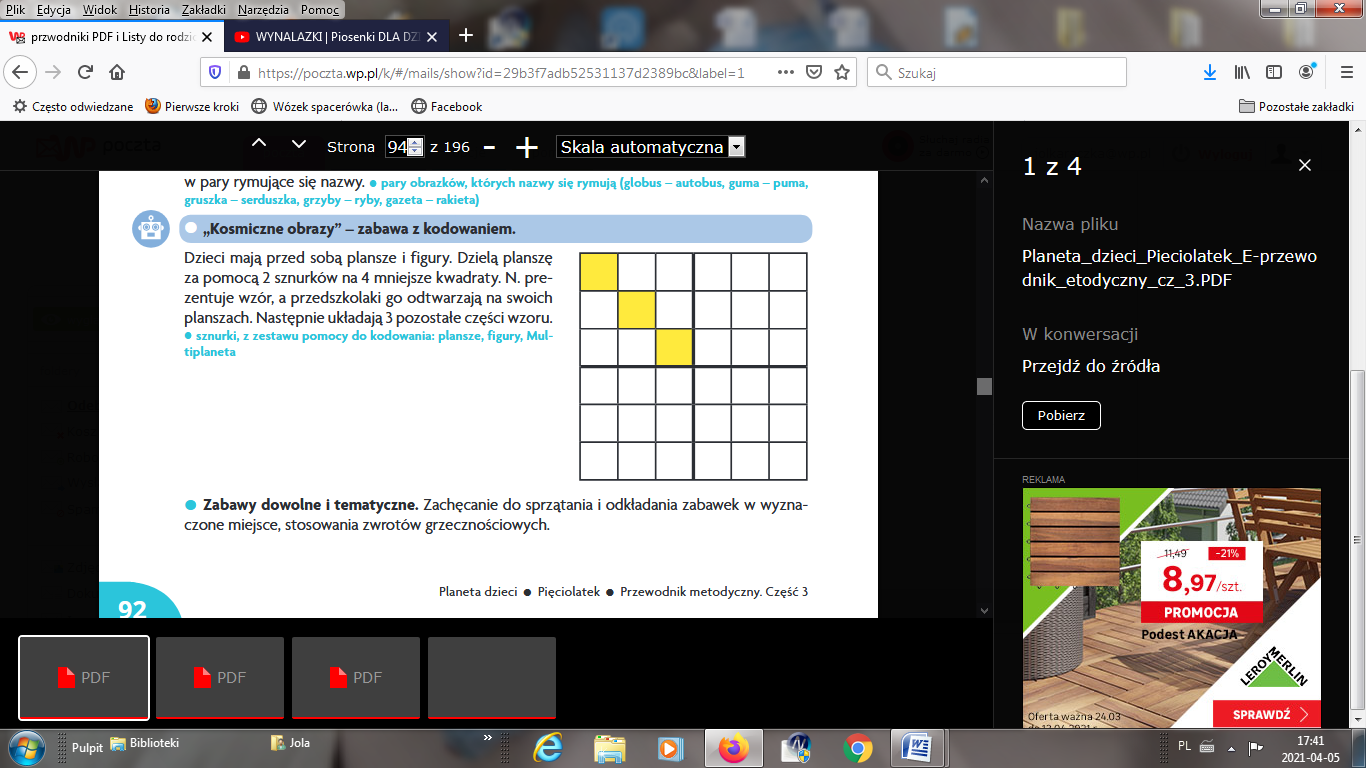 Plik Edycja Widok Historia Zakładki Narzędzia Pomoc
przwodniki PDF i Listy do rodzic
WYNALAZKI | Piosenki DLA DZI
https://poczta.wp.pl/k/#/mails/show?id=29b3f7adb52531137d2389bc&label=1
Szukaj
Często odwiedzane Pierwsze kroki Wózek spacerówka (la... Facebook Pozostałe zakładki
poczta
Strona 94 z 196 Skala automatyczna
w pary rymujące się nazwy. ● pary obrazków, których nazwy się rymują (globus – autobus, guma – puma,
gruszka – serduszka, grzyby – ryby, gazeta – rakieta)
„Kosmiczne obrazy” – zabawa z kodowaniem.
Dzieci mają przed sobą plansze i figury. Dzielą planszę
za pomocą 2 sznurków na 4 mniejsze kwadraty. N. pre-
zentuje wzór, a przedszkolaki go odtwarzają na swoich
planszach. Następnie układają 3 pozostałe części wzoru.
● sznurki, z zestawu pomocy do kodowania: plansze, figury, Mul-
tiplaneta
● Zabawy dowolne i tematyczne. Zachęcanie do sprzątania i odkładania zabawek w wyzna-
czone miejsce, stosowania zwrotów grzecznościowych.
92
Planeta dzieci ● Pięciolatek ● Przewodnik metodyczny. Część 3
1 z 4
Nazwa pliku
Planeta_dzieci_Pieciolatek_E-przewo
dnik_etodyczny_cz_3.PDF
W konwersacji
Przejdź do źródła
Pobierz
REKLAMA
11,49 -21%
8,97/szt.
PROMOCJA
Podest AKACJA
LEROY MERLIN
Oferta ważna 24.03
SPRAWDŹ
PDF
PDF
PDF
Pulpit Biblioteki Jola » PL 17:41
2021-04-05